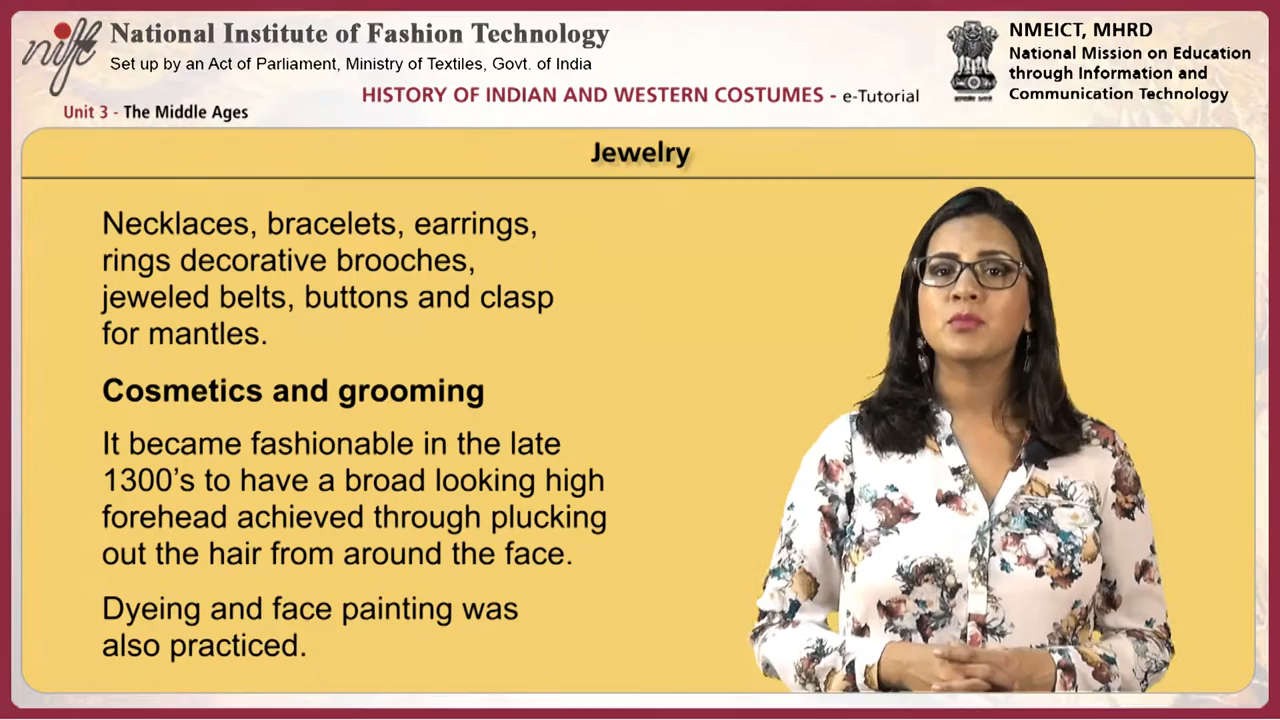 nift
National Institute of Fashion Technology
Set up by an Act of Parliament, Ministry of Textiles, Govt. of India
HISTORY OF INDIAN AND WESTERN COSTUMES - e-Tutorial
Unit 3 - The Middle Ages
NMEICT, MHRD
National Mission on Education
through Information and
Communication Technology
Jewelry
Necklaces, bracelets, earrings,
rings decorative brooches,
jeweled belts, buttons and clasp
for mantles.
Cosmetics and grooming
It became fashionable in the late
1300’s to have a broad looking high
forehead achieved through plucking
out the hair from around the face.
Dyeing and face painting was
also practiced.